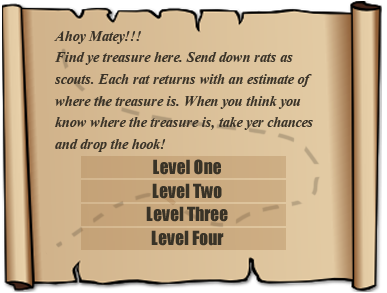 Ahoy Matey!!!
Find ye treasure here. Send down rats as
scouts. Each rat returns with an estimate of
where the treasure is. When you think you
know where the treasure is, take yer chances
and drop the hook!
Level One
Level Two
Level Three
Level Four